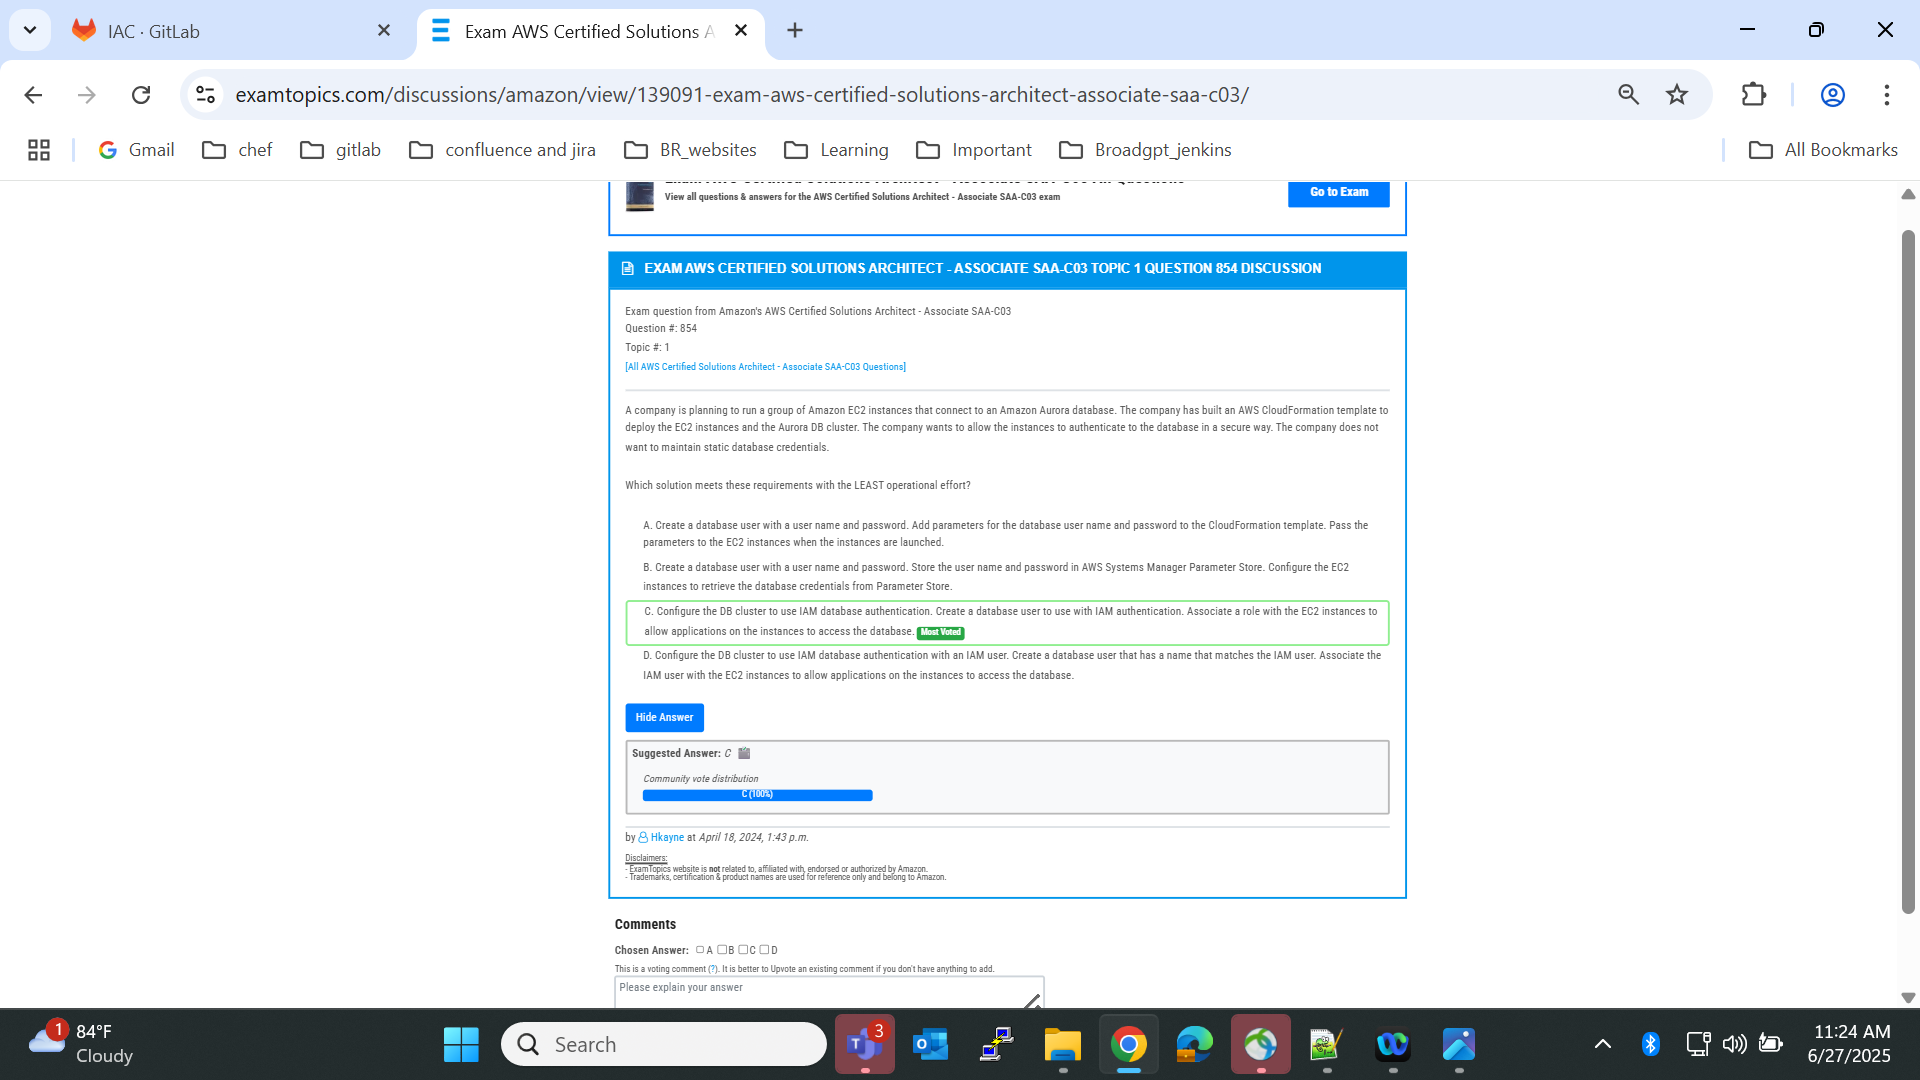 IAC · GitLab
Exam AWS Certified Solutions A
examtopics.com/discussions/amazon/view/139091-exam-aws-certified-solutions-architect-associate-saa-c03/
Gmail
chef
gitlab
confluence and jira
BR_websites
Learning
Important
Broadgpt_jenkins
All Bookmarks
View all questions & answers for the AWS Certified Solutions Architect - Associate SAA-C03 exam
Go to Exam
EXAM AWS CERTIFIED SOLUTIONS ARCHITECT - ASSOCIATE SAA-C03 TOPIC 1 QUESTION 854 DISCUSSION
Exam question from Amazon's AWS Certified Solutions Architect - Associate SAA-C03
Question #: 854
Topic #: 1
[All AWS Certified Solutions Architect - Associate SAA-C03 Questions]
A company is planning to run a group of Amazon EC2 instances that connect to an Amazon Aurora database. The company has built an AWS CloudFormation template to
deploy the EC2 instances and the Aurora DB cluster. The company wants to allow the instances to authenticate to the database in a secure way. The company does not
want to maintain static database credentials.
Which solution meets these requirements with the LEAST operational effort?
A. Create a database user with a user name and password. Add parameters for the database user name and password to the CloudFormation template. Pass the
parameters to the EC2 instances when the instances are launched.
B. Create a database user with a user name and password. Store the user name and password in AWS Systems Manager Parameter Store. Configure the EC2
instances to retrieve the database credentials from Parameter Store.
C. Configure the DB cluster to use IAM database authentication. Create a database user to use with IAM authentication. Associate a role with the EC2 instances to
allow applications on the instances to access the database. Most Voted
D. Configure the DB cluster to use IAM database authentication with an IAM user. Create a database user that has a name that matches the IAM user. Associate the
IAM user with the EC2 instances to allow applications on the instances to access the database.
Hide Answer
Suggested Answer: C
Community vote distribution
C (100%)
by Hkayne at April 18, 2024, 1:43 p.m.
Disclaimers:
- ExamTopics website is not related to, affiliated with, endorsed or authorized by Amazon.
- Trademarks, certification & product names are used for reference only and belong to Amazon.
Comments
Chosen Answer: A B C D
This is a voting comment (?). It is better to Upvote an existing comment if you don't have anything to add.
Please explain your answer
1
84°F
Cloudy
Search
3
11:24 AM
6/27/2025